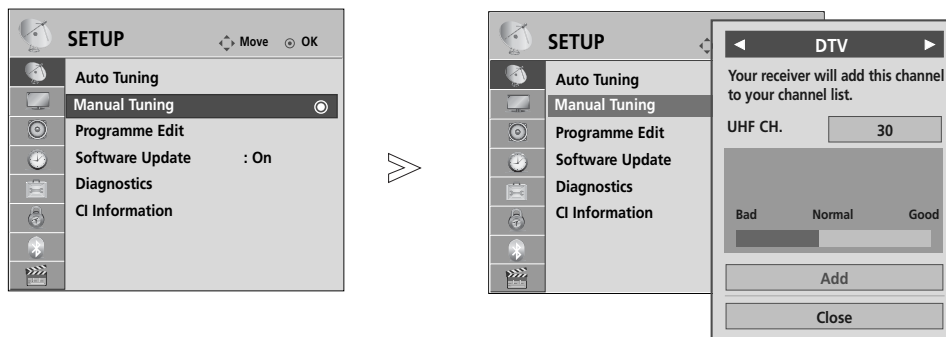 SETUP
Move OK
Auto Tuning
Manual Tuning
Programme Edit
Software Update : On
Diagnostics
CI Information
SETUP
Auto Tuning
Manual Tuning
Programme Edit
Software Update
Diagnostics
CI Information
◄ DTV ►
Your receiver will add this channel
to your channel list.
UHF CH. 30
Bad Normal Good
Add
Close